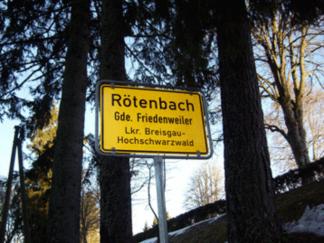 Rötenbach
Gde. Friedenweiler
Lkr. Breisgau-
Hochschwarzwald